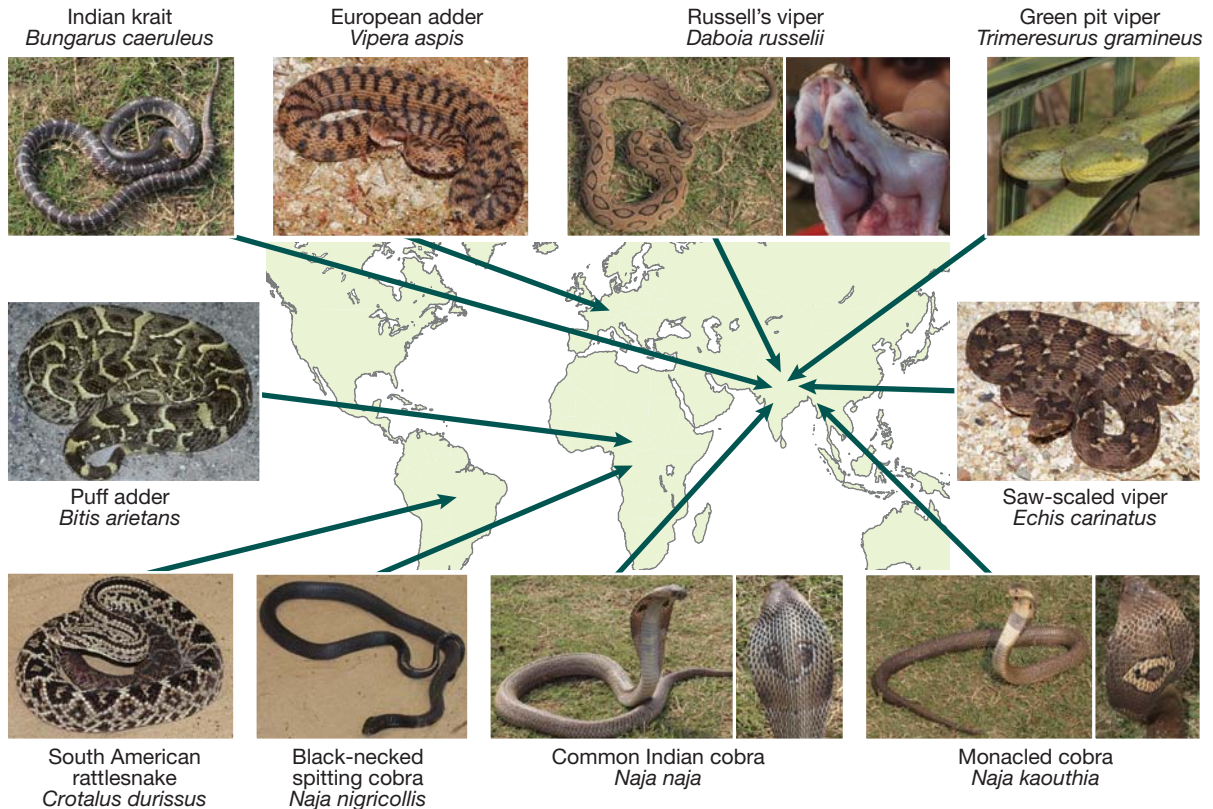 Indian krait
Bungarus caeruleus
European adder
Vipera aspis
Russell’s viper
Daboia russelii
Green pit viper
Trimeresurus gramineus
Puff adder
Bitis arietans
Saw-scaled viper
Echis carinatus
South American
rattlesnake
Crotalus durissus
Black-necked
spitting cobra
Naja nigricollis
Common Indian cobra
Naja naja
Monacled cobra
Naja kaouthia